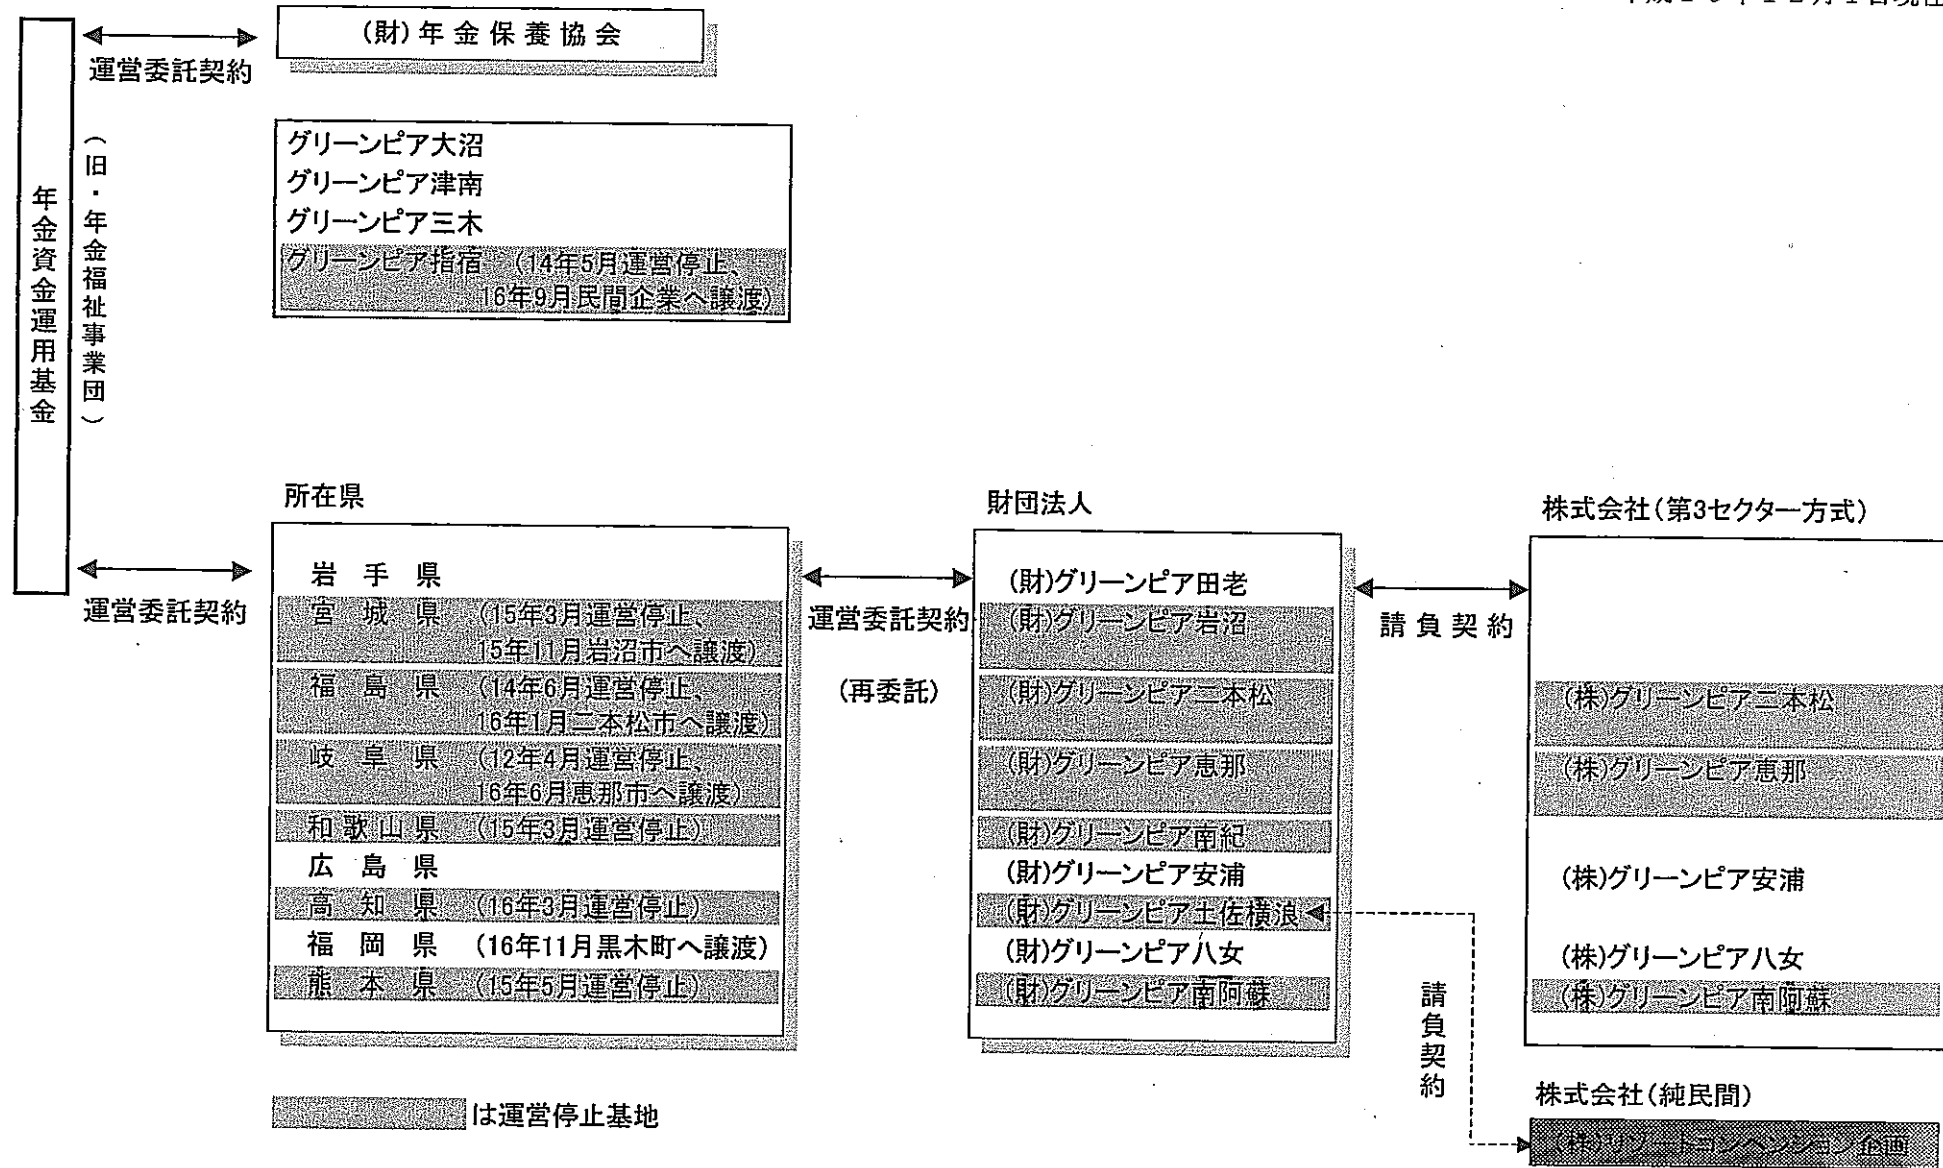 (財)年金保養協会
運営委託契約
年金資金運用基金
（旧・年金福祉事業団）
グリーンピア大沼
グリーンピア津南
グリーンピア三木
グリーンピア指宿 (14年5月運営停止、
16年9月民間企業へ譲渡)
所在県
岩手県
宮城県 (15年3月運営停止、
15年11月岩沼市へ譲渡)
福島県 (14年6月運営停止、
16年1月二本松市へ譲渡)
岐阜県 (12年4月運営停止、
16年6月恵那市へ譲渡)
和歌山県 (15年3月運営停止)
広島県
高知県 (16年3月運営停止)
福岡県 (16年11月黒木町へ譲渡)
熊本県 (15年5月運営停止)
運営委託契約
運営委託契約
(再委託)
財団法人
(財)グリーンピア田老
(財)グリーンピア岩沼
(財)グリーンピア二本松
(財)グリーンピア恵那
(財)グリーンピア南紀
(財)グリーンピア安浦
(財)グリーンピア土佐横浪
(財)グリーンピア八女
(財)グリーンピア南阿蘇
請負契約
株式会社(第3セクター方式)
(株)グリーンピア二本松
(株)グリーンピア恵那
(株)グリーンピア安浦
(株)グリーンピア八女
(株)グリーンピア南阿蘇
請負契約
株式会社(純民間)
(株)リゾートコンベンション企画
は運営停止基地